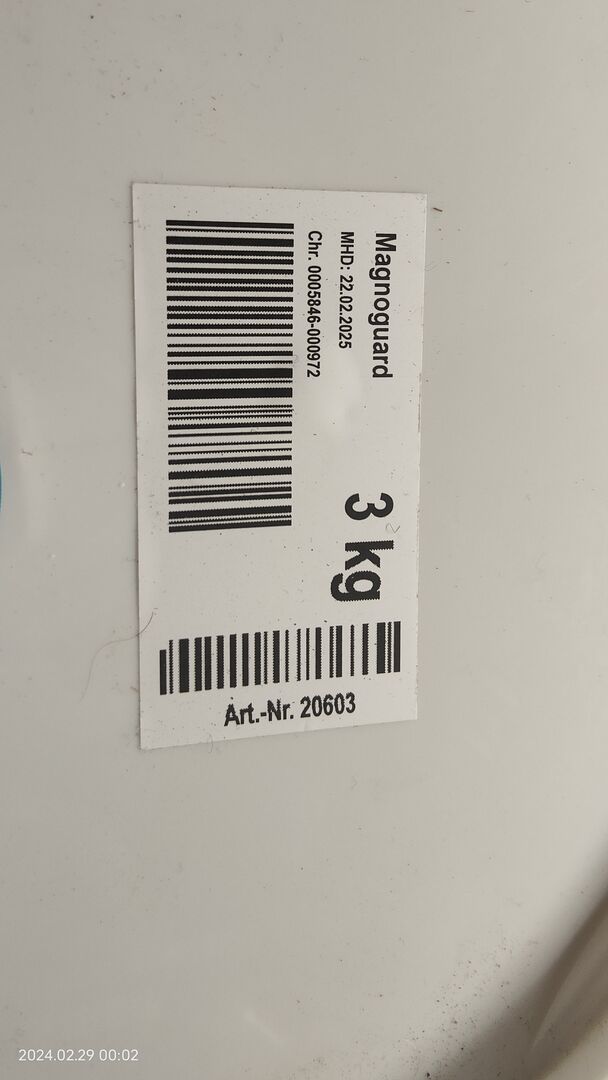 Magnoguard
MHD: 22.02.2025
Chr. 0005846-000972
3 kg
Art.-Nr. 20603
2024.02.29 00:02